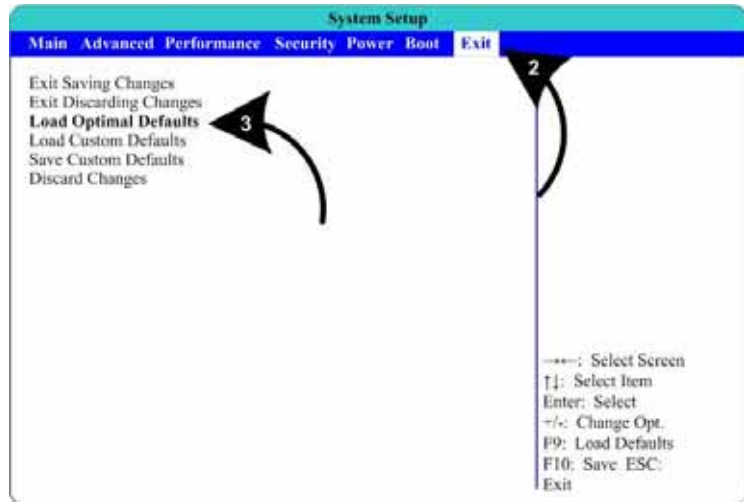 System Setup
Main Advanced Performance Security Power Boot Exit
2
Exit Saving Changes
Exit Discarding Changes
Load Optimal Defaults
3
Load Custom Defaults
Save Custom Defaults
Discard Changes
→←: Select Screen
↑↓: Select Item
Enter: Select
+/-: Change Opt.
F9: Load Defaults
F10: Save ESC:
Exit